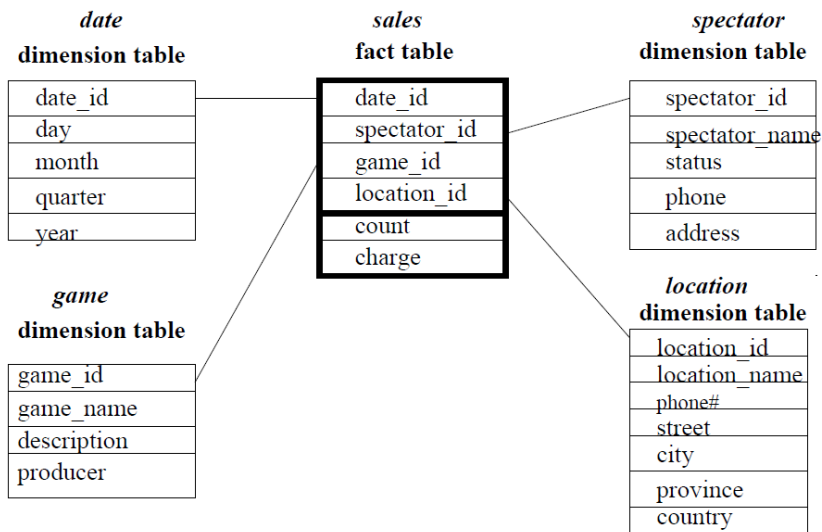 date
dimension table
date_id
day
month
quarter
year
sales
fact table
date_id
spectator_id
game_id
location_id
count
charge
spectator
dimension table
spectator_id
spectator_name
status
phone
address
game
dimension table
game_id
game_name
description
producer
location
dimension table
location_id
location_name
phone#
street
city
province
country